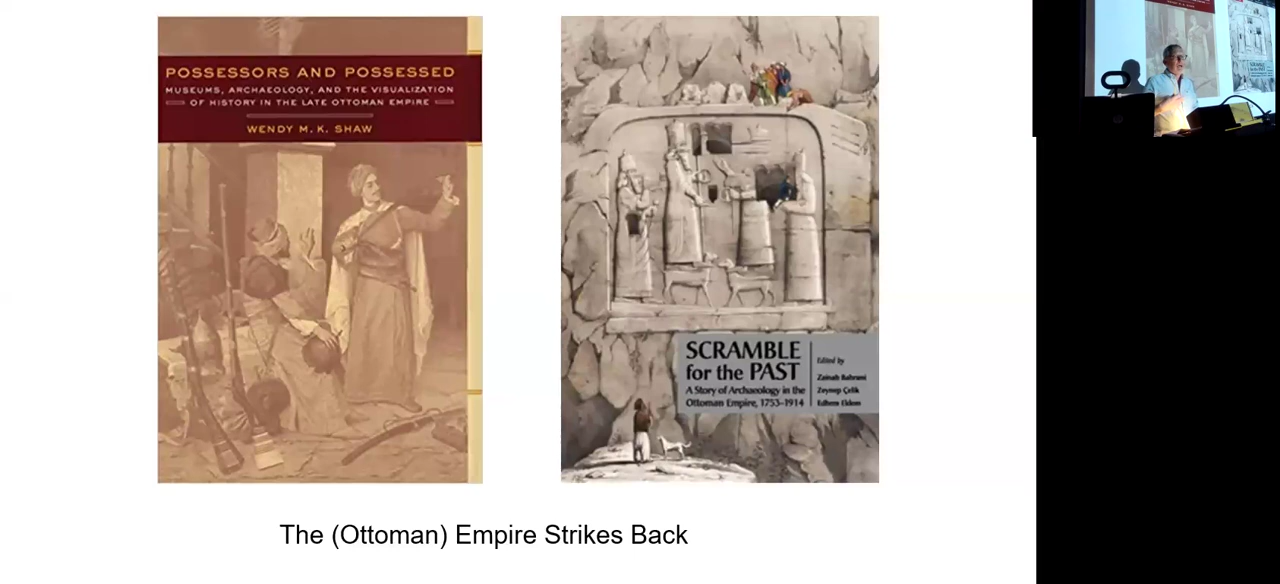 POSSESSORS AND POSSESSED
MUSEUMS, ARCHAEOLOGY, AND THE VISUALIZATION
OF HISTORY IN THE LATE OTTOMAN EMPIRE
WENDY M. K. SHAW
SCRAMBLE
for the PAST
A Story of Archaeology in the
Ottoman Empire, 1753–1914
Edited by
Zainab Bahrani
Zeynep Çelik
Edhem Eldem
The (Ottoman) Empire Strikes Back